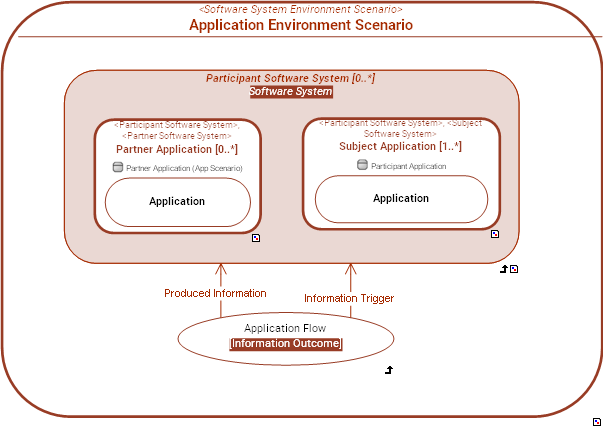 <Software System Environment Scenario>
Application Environment Scenario
Participant Software System [0..*]
Software System
<Participant Software System>,
<Partner Software System>
Partner Application [0..*]
Partner Application (App Scenario)
Application
<Participant Software System>, <Subject
Software System>
Subject Application [1..*]
Participant Application
Application
Produced Information
Information Trigger
Application Flow
[Information Outcome]